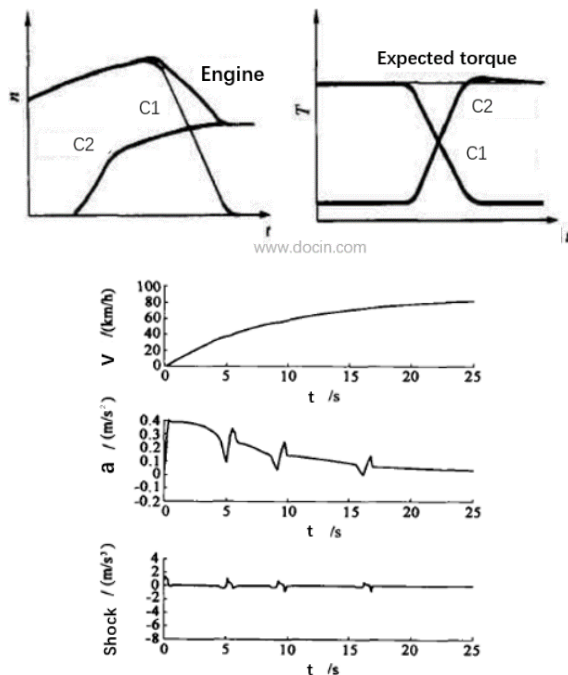 n
Engine
C1
C2
t
Expected torque
T
C2
C1
t
www.docin.com
V /(km/h)
100
80
60
40
20
0
0 5 10 15 20 25
t /s
a / (m/s²)
0.4
0.3
0.2
0.1
0
-0.1
-0.2
0 5 10 15 20 25
t /s
Shock / (m/s³)
4
2
0
-2
-4
-6
-8
0 5 10 15 20 25
t /s